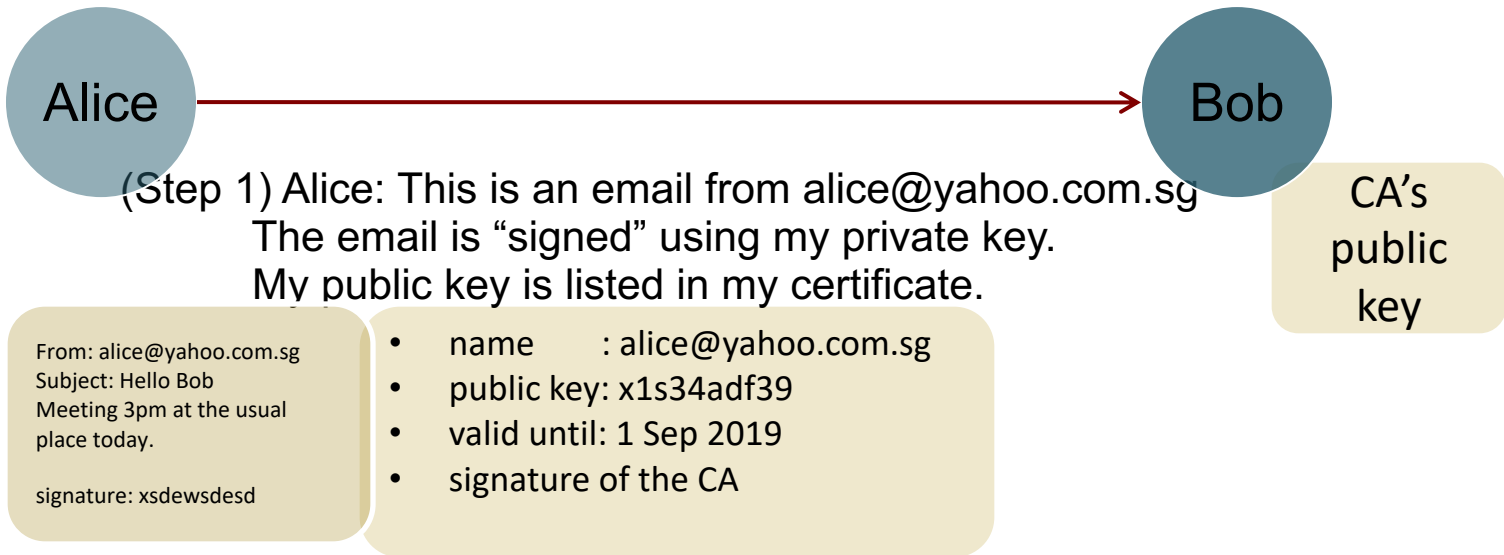 Alice
Bob
(Step 1) Alice: This is an email from alice@yahoo.com.sg
The email is “signed” using my private key.
My public key is listed in my certificate.
CA’s
public
key
From: alice@yahoo.com.sg
Subject: Hello Bob
Meeting 3pm at the usual
place today.
signature: xsdewsdesd
• name : alice@yahoo.com.sg
• public key: x1s34adf39
• valid until: 1 Sep 2019
• signature of the CA